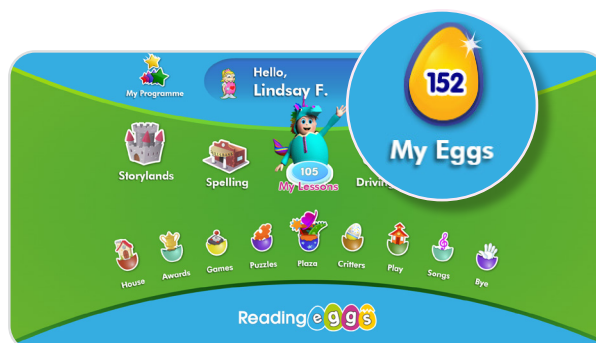 My Programme
Hello,
Lindsay F.
152
My Eggs
Storylands
Spelling
105
My Lessons
Driving
House
Awards
Games
Puzzles
Plaza
Critters
Play
Songs
Bye
Reading eggs